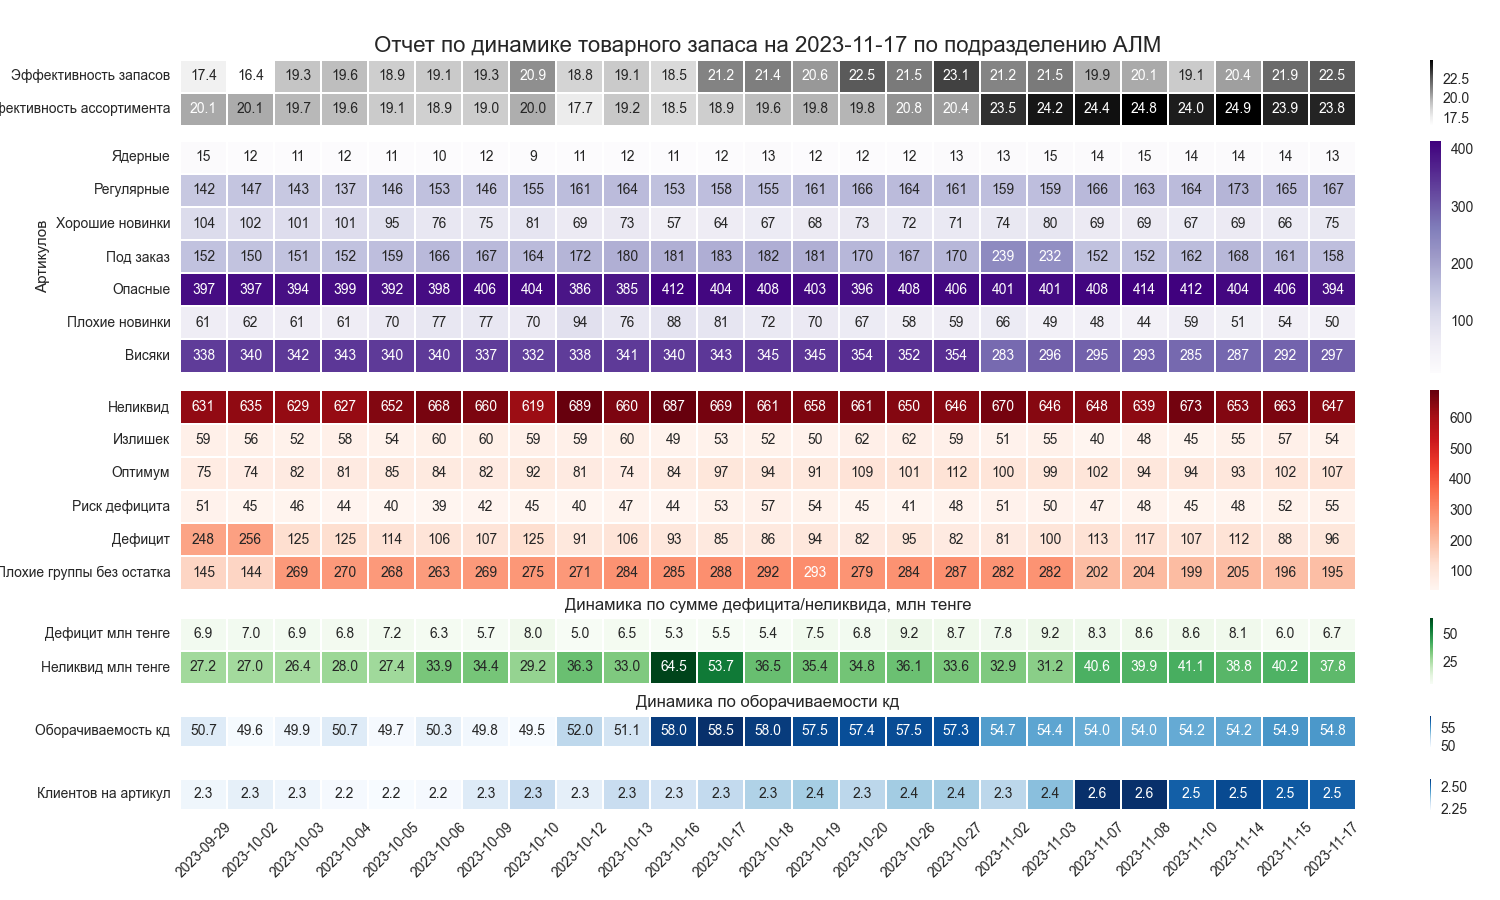 Отчет по динамике товарного запаса на 2023-11-17 по подразделению АЛМ
Эффективность запасов 17.4 16.4 19.3 19.6 18.9 19.1 19.3 20.9 18.8 19.1 18.5 21.2 21.4 20.6 22.5 21.5 23.1 21.2 21.5 19.9 20.1 19.1 20.4 21.9 22.5
фективность ассортимента 20.1 20.1 19.7 19.6 19.1 18.9 19.0 20.0 17.7 19.2 18.5 18.9 19.6 19.8 19.8 20.8 20.4 23.5 24.2 24.4 24.8 24.0 24.9 23.9 23.8
22.5
20.0
17.5
Артикулов
Ядерные 15 12 11 12 11 10 12 9 11 12 11 12 13 12 12 12 13 13 15 14 15 14 14 14 13
Регулярные 142 147 143 137 146 153 146 155 161 164 153 158 155 161 166 164 161 159 159 166 163 164 173 165 167
Хорошие новинки 104 102 101 101 95 76 75 81 69 73 57 64 67 68 73 72 71 74 80 69 69 67 69 66 75
Под заказ 152 150 151 152 159 166 167 164 172 180 181 183 182 181 170 167 170 239 232 152 152 162 168 161 158
Опасные 397 397 394 399 392 398 406 404 386 385 412 404 408 403 396 408 406 401 401 408 414 412 404 406 394
Плохие новинки 61 62 61 61 70 77 77 70 94 76 88 81 72 70 67 58 59 66 49 48 44 59 51 54 50
Висяки 338 340 342 343 340 340 337 332 338 341 340 343 345 345 354 352 354 283 296 295 293 285 287 292 297
400
300
200
100
Неликвид 631 635 629 627 652 668 660 619 689 660 687 669 661 658 661 650 646 670 646 648 639 673 653 663 647
Излишек 59 56 52 58 54 60 60 59 59 60 49 53 52 50 62 62 59 51 55 40 48 45 55 57 54
Оптимум 75 74 82 81 85 84 82 92 81 74 84 97 94 91 109 101 112 100 99 102 94 94 93 102 107
Риск дефицита 51 45 46 44 40 39 42 45 40 47 44 53 57 54 45 41 48 51 50 47 48 45 48 52 55
Дефицит 248 256 125 125 114 106 107 125 91 106 93 85 86 94 82 95 82 81 100 113 117 107 112 88 96
Плохие группы без остатка 145 144 269 270 268 263 269 275 271 284 285 288 292 293 279 284 287 282 282 202 204 199 205 196 195
600
500
400
300
200
100
Динамика по сумме дефицита/неликвида, млн тенге
Дефицит млн тенге 6.9 7.0 6.9 6.8 7.2 6.3 5.7 8.0 5.0 6.5 5.3 5.5 5.4 7.5 6.8 9.2 8.7 7.8 9.2 8.3 8.6 8.6 8.1 6.0 6.7
Неликвид млн тенге 27.2 27.0 26.4 28.0 27.4 33.9 34.4 29.2 36.3 33.0 64.5 53.7 36.5 35.4 34.8 36.1 33.6 32.9 31.2 40.6 39.9 41.1 38.8 40.2 37.8
50
25
Динамика по оборачиваемости кд
Оборачиваемость кд 50.7 49.6 49.9 50.7 49.7 50.3 49.8 49.5 52.0 51.1 58.0 58.5 58.0 57.5 57.4 57.5 57.3 54.7 54.4 54.0 54.0 54.2 54.2 54.9 54.8
55
50
Клиентов на артикул 2.3 2.3 2.3 2.2 2.2 2.2 2.3 2.3 2.3 2.3 2.3 2.3 2.3 2.4 2.3 2.4 2.4 2.3 2.4 2.6 2.6 2.5 2.5 2.5 2.5
2.50
2.25
2023-09-29 2023-10-02 2023-10-03 2023-10-04 2023-10-05 2023-10-06 2023-10-09 2023-10-10 2023-10-12 2023-10-13 2023-10-16 2023-10-17 2023-10-18 2023-10-19 2023-10-20 2023-10-26 2023-10-27 2023-11-02 2023-11-03 2023-11-07 2023-11-08 2023-11-10 2023-11-14 2023-11-15 2023-11-17